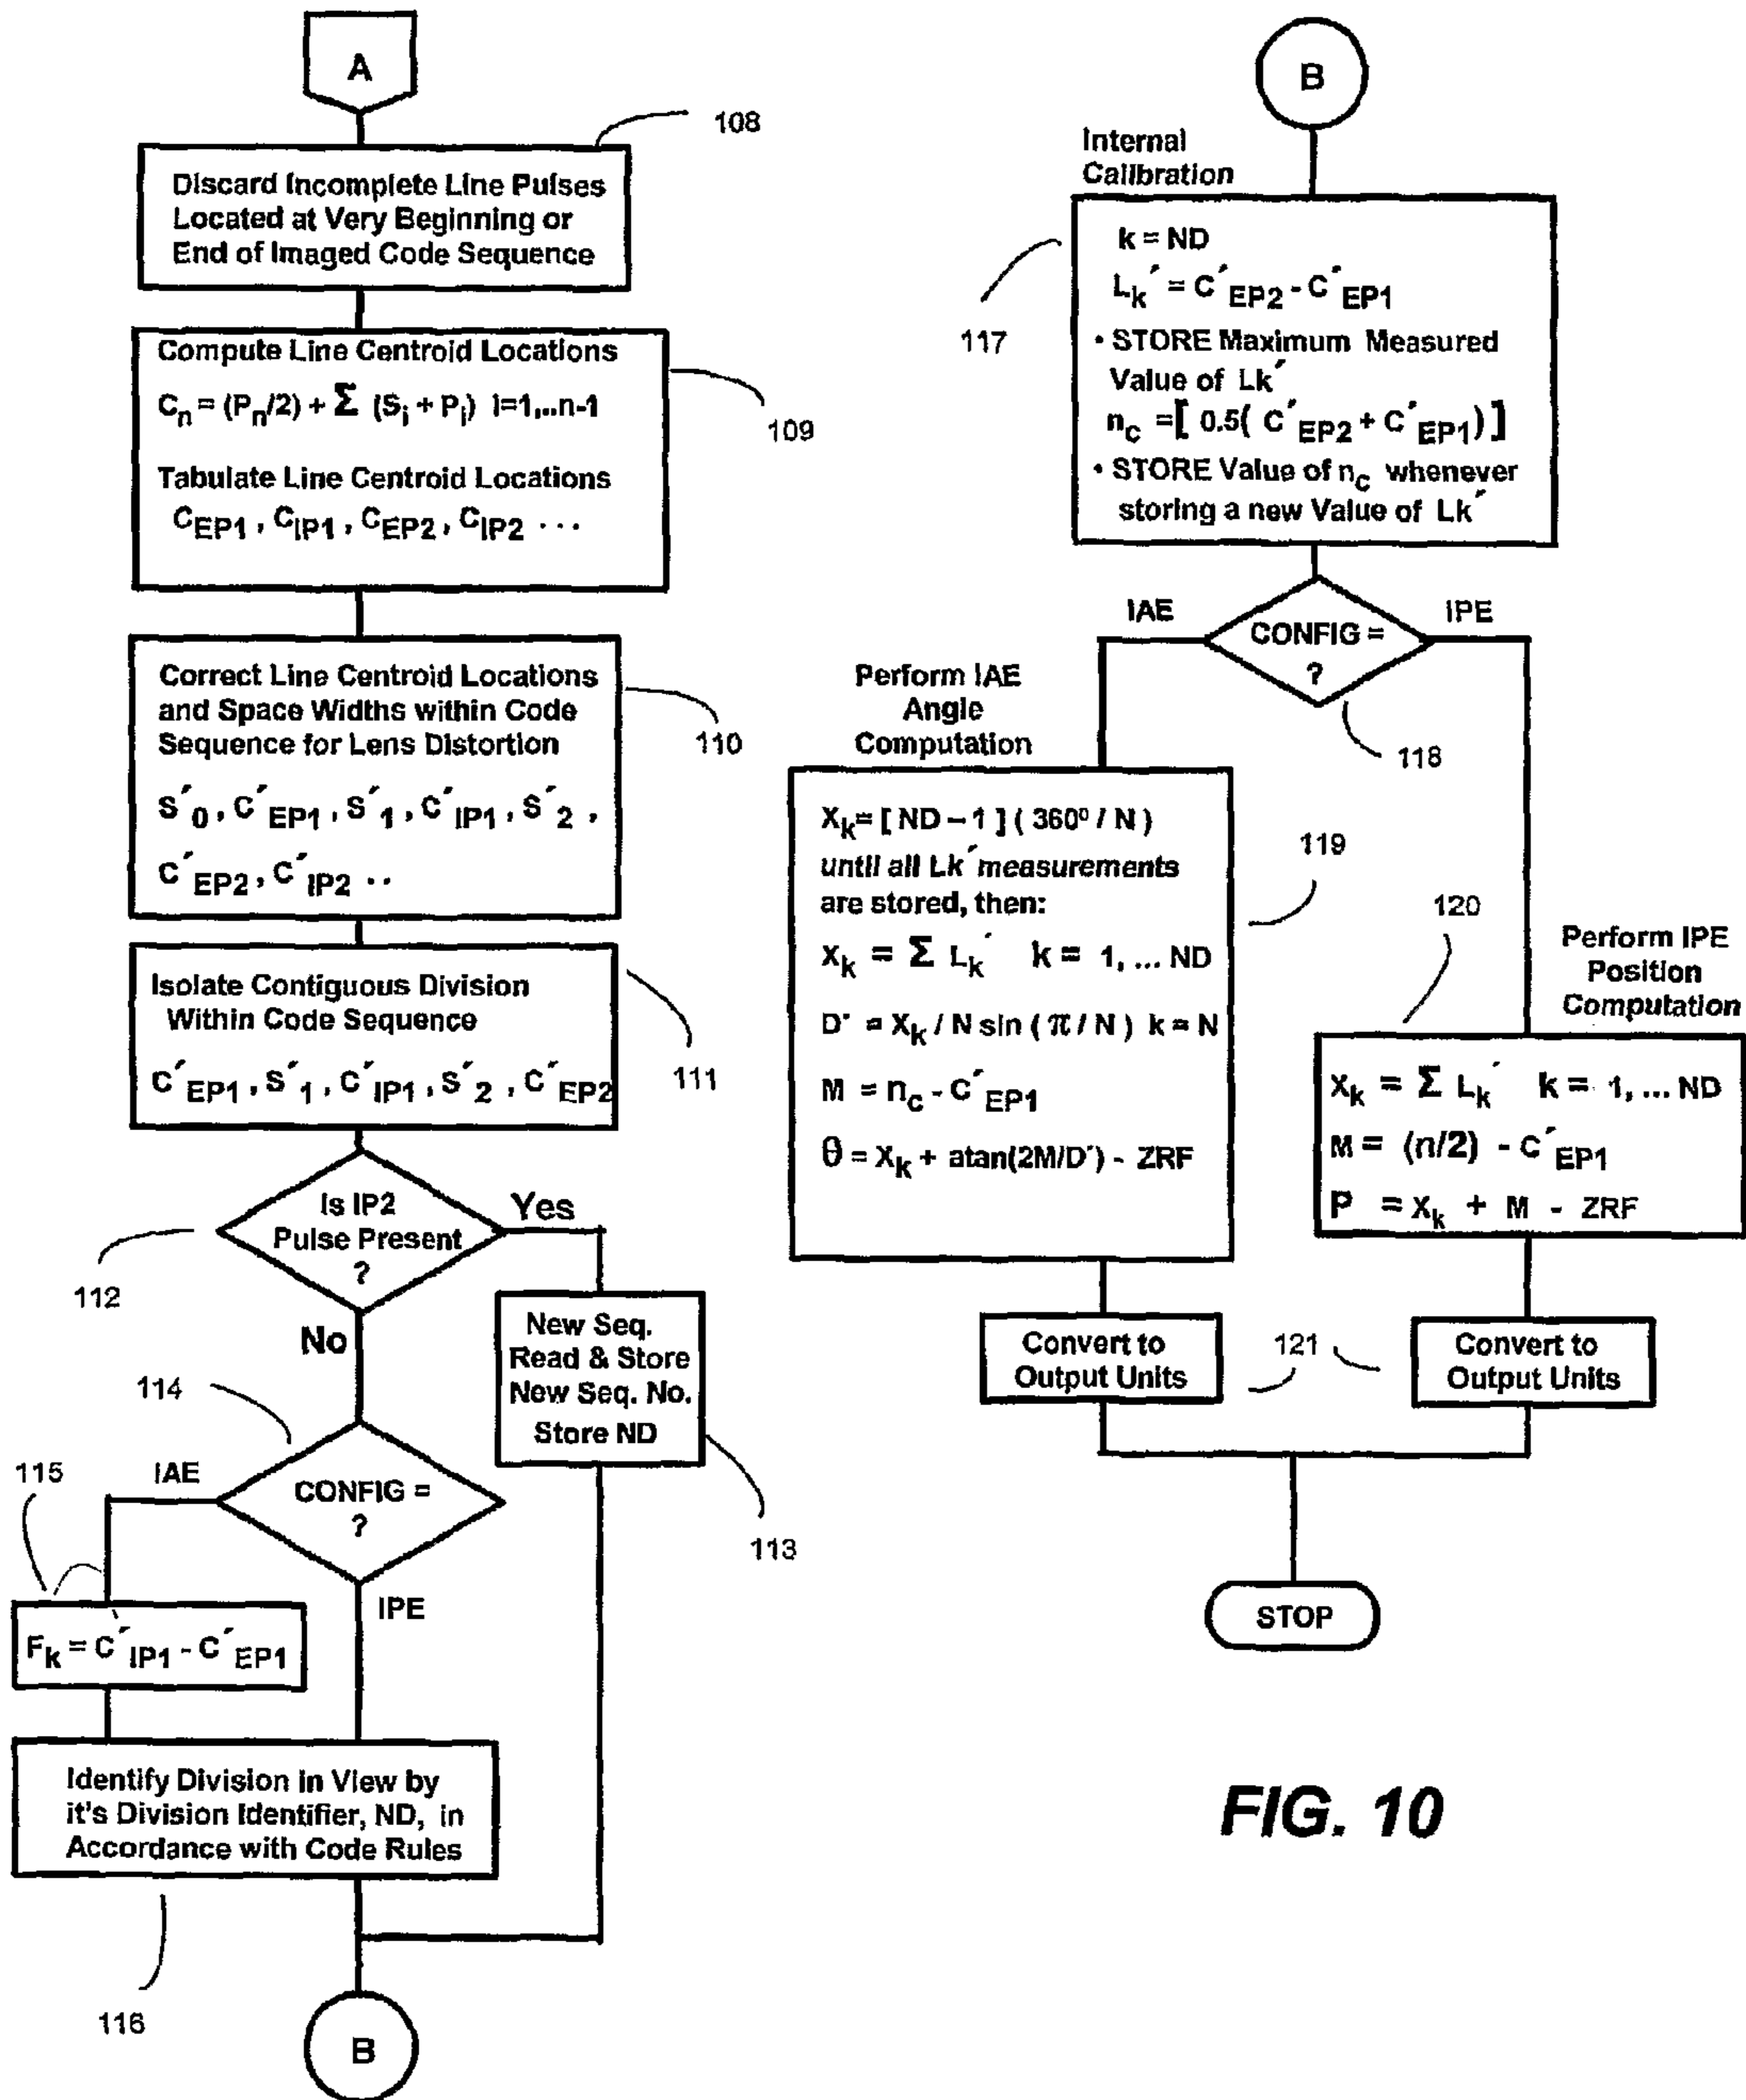 A
108
Discard Incomplete Line Pulses
Located at Very Beginning or
End of Imaged Code Sequence
Compute Line Centroid Locations
Cn = (Pn/2) + Σ (Si + Pi) i=1,...n-1
Tabulate Line Centroid Locations
CEP1, CIP1, CEP2, CIP2 ...
109
Correct Line Centroid Locations
and Space Widths within Code
Sequence for Lens Distortion
S´0, C´EP1, S´1, C´IP1, S´2,
C´EP2, C´IP2 ..
110
Isolate Contiguous Division
Within Code Sequence
C´EP1, S´1, C´IP1, S´2, C´EP2
111
Is IP2
Pulse Present
?
Yes
112
No
New Seq.
Read & Store
New Seq. No.
Store ND
113
114
CONFIG =
?
IAE
115
IPE
Fk = C´IP1 - C´EP1
Identify Division in View by
it's Division Identifier, ND, in
Accordance with Code Rules
116
B
B
Internal
Calibration
k = ND
Lk´ = C´EP2 - C´EP1
• STORE Maximum Measured
Value of Lk´
nc =[ 0.5( C´EP2 + C´EP1) ]
• STORE Value of nc whenever
storing a new Value of Lk´
117
IAE
CONFIG =
?
IPE
118
Perform IAE
Angle
Computation
Xk= [ ND – 1 ] ( 360º / N )
until all Lk´ measurements
are stored, then:
Xk = Σ Lk´ k = 1, ... ND
D´ = Xk / N sin ( π / N ) k = N
M = nc - C´EP1
θ = Xk + atan(2M/D´) - ZRF
119
120
Perform IPE
Position
Computation
Xk = Σ Lk´ k = 1, ... ND
M = (n/2) - C´EP1
P = Xk + M - ZRF
Convert to
Output Units
121
Convert to
Output Units
STOP
FIG. 10